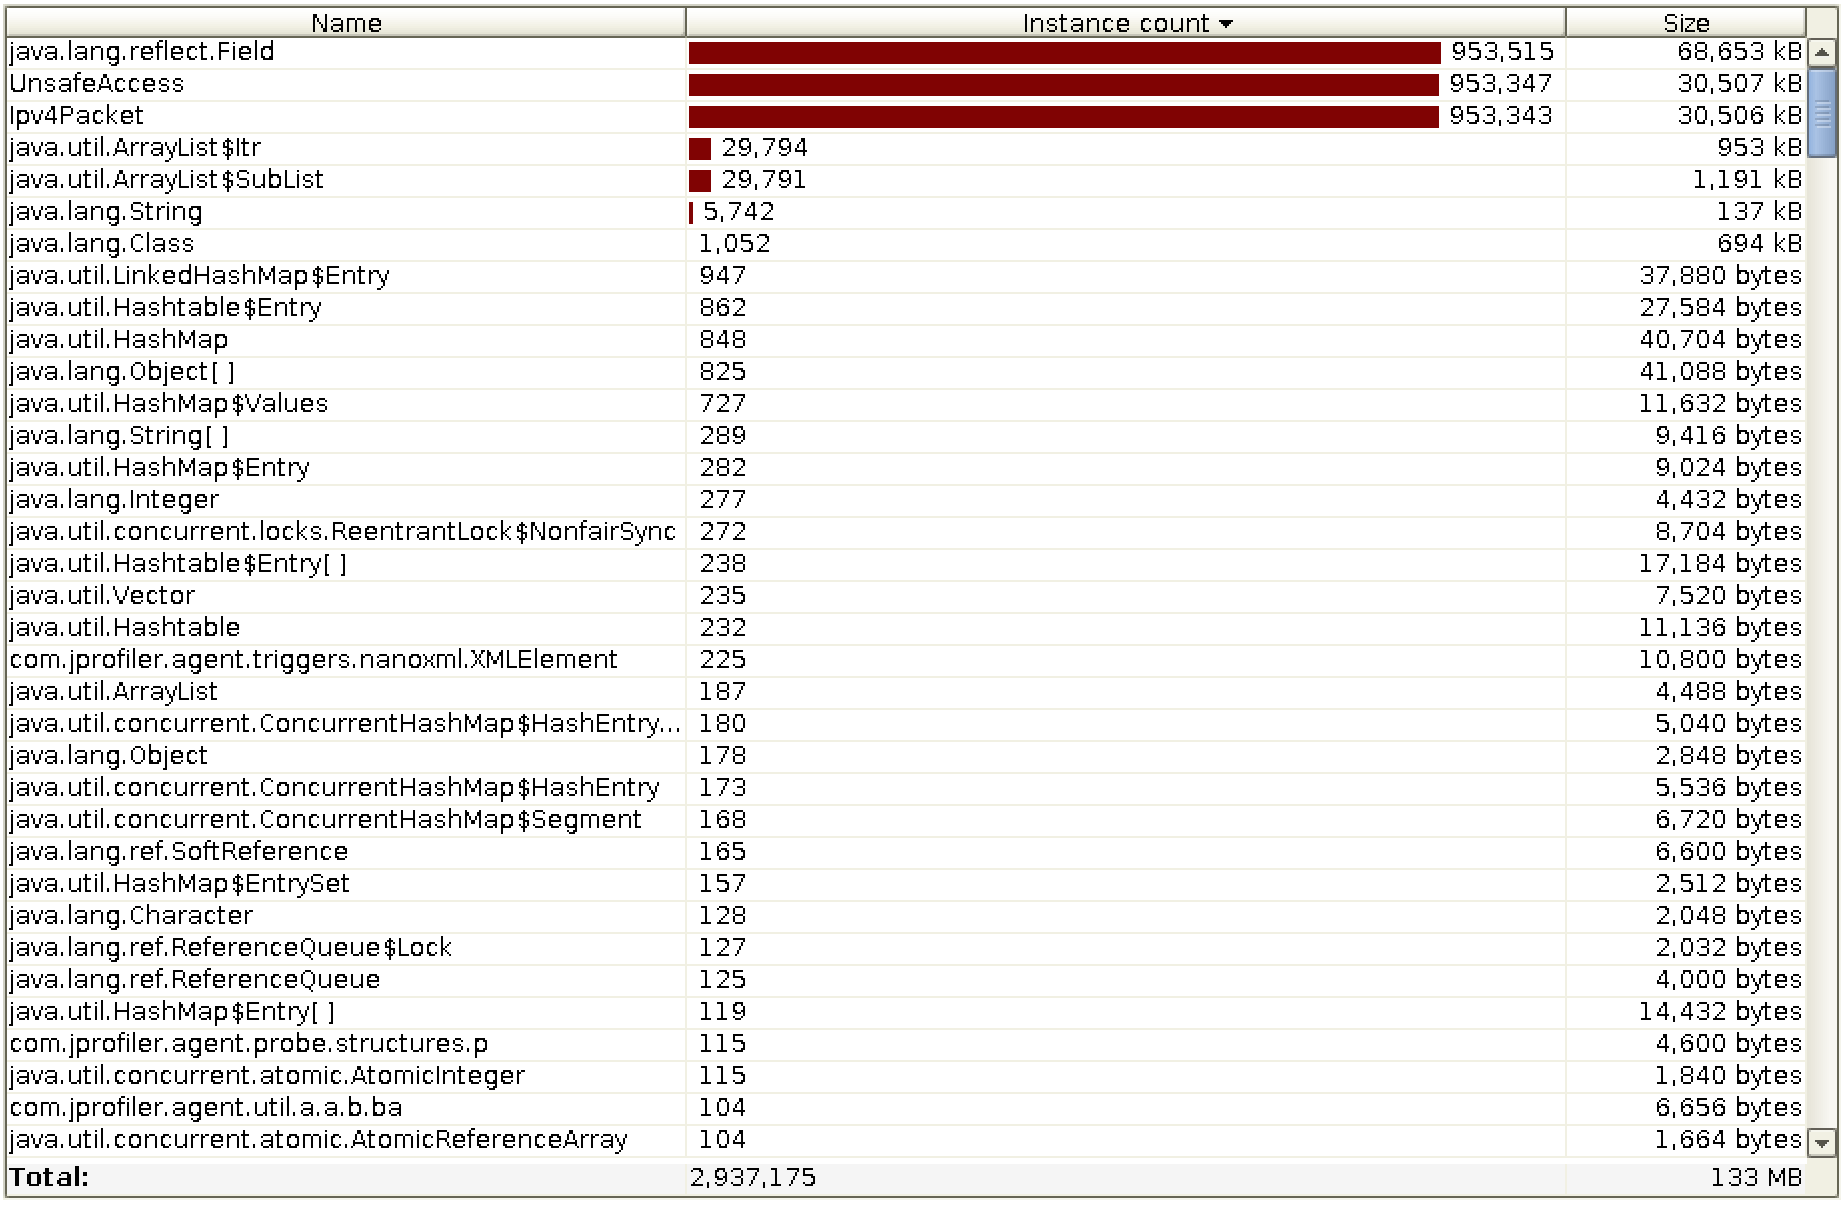 Name Instance count Size
java.lang.reflect.Field 953,515 68,653 kB
UnsafeAccess 953,347 30,507 kB
Ipv4Packet 953,343 30,506 kB
java.util.ArrayList$Itr 29,794 953 kB
java.util.ArrayList$SubList 29,791 1,191 kB
java.lang.String 5,742 137 kB
java.lang.Class 1,052 694 kB
java.util.LinkedHashMap$Entry 947 37,880 bytes
java.util.Hashtable$Entry 862 27,584 bytes
java.util.HashMap 848 40,704 bytes
java.lang.Object[ ] 825 41,088 bytes
java.util.HashMap$Values 727 11,632 bytes
java.lang.String[ ] 289 9,416 bytes
java.util.HashMap$Entry 282 9,024 bytes
java.lang.Integer 277 4,432 bytes
java.util.concurrent.locks.ReentrantLock$NonfairSync 272 8,704 bytes
java.util.Hashtable$Entry[ ] 238 17,184 bytes
java.util.Vector 235 7,520 bytes
java.util.Hashtable 232 11,136 bytes
com.jprofiler.agent.triggers.nanoxml.XMLElement 225 10,800 bytes
java.util.ArrayList 187 4,488 bytes
java.util.concurrent.ConcurrentHashMap$HashEntry... 180 5,040 bytes
java.lang.Object 178 2,848 bytes
java.util.concurrent.ConcurrentHashMap$HashEntry 173 5,536 bytes
java.util.concurrent.ConcurrentHashMap$Segment 168 6,720 bytes
java.lang.ref.SoftReference 165 6,600 bytes
java.util.HashMap$EntrySet 157 2,512 bytes
java.lang.Character 128 2,048 bytes
java.lang.ref.ReferenceQueue$Lock 127 2,032 bytes
java.lang.ref.ReferenceQueue 125 4,000 bytes
java.util.HashMap$Entry[ ] 119 14,432 bytes
com.jprofiler.agent.probe.structures.p 115 4,600 bytes
java.util.concurrent.atomic.AtomicInteger 115 1,840 bytes
com.jprofiler.agent.util.a.a.b.ba 104 6,656 bytes
java.util.concurrent.atomic.AtomicReferenceArray 104 1,664 bytes
Total: 2,937,175 133 MB